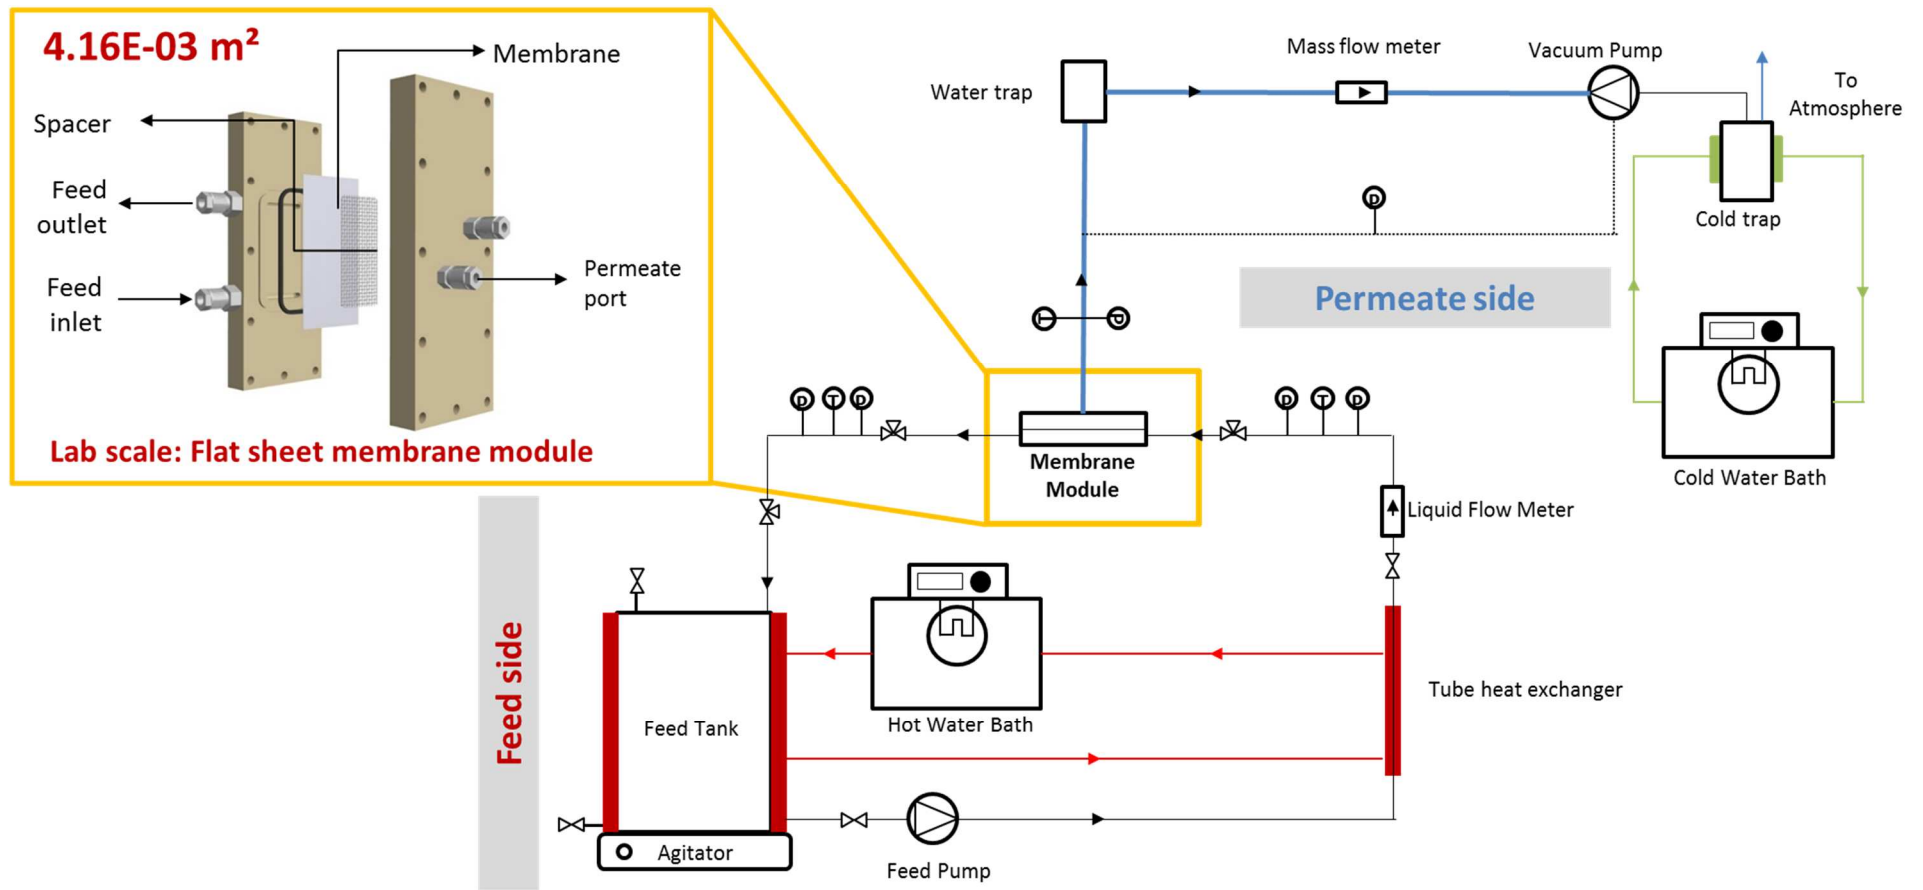 4.16E-03 m²
Membrane
Spacer
Feed
outlet
Feed
inlet
Permeate
port
Lab scale: Flat sheet membrane module
Water trap
Mass flow meter
Vacuum Pump
To
Atmosphere
Cold trap
P
Permeate side
T
P
Cold Water Bath
P
T
P
P
T
P
Membrane
Module
Liquid Flow Meter
Feed side
Feed Tank
Hot Water Bath
Tube heat exchanger
Agitator
Feed Pump